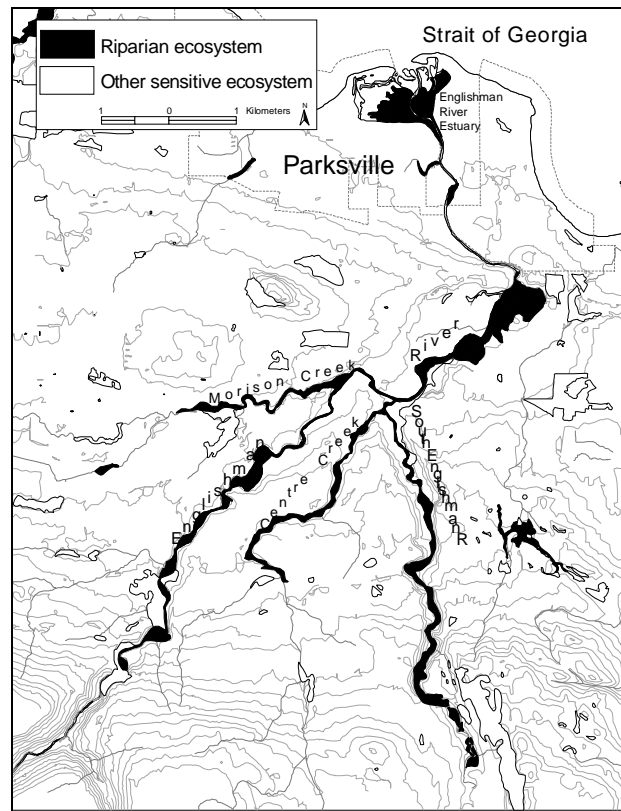 Strait of Georgia
Riparian ecosystem
Other sensitive ecosystem
1 0 1 Kilometers N
Englishman
River
Estuary
Parksville
River
Morison Creek
Englishman
Centre Creek
South Englishman R